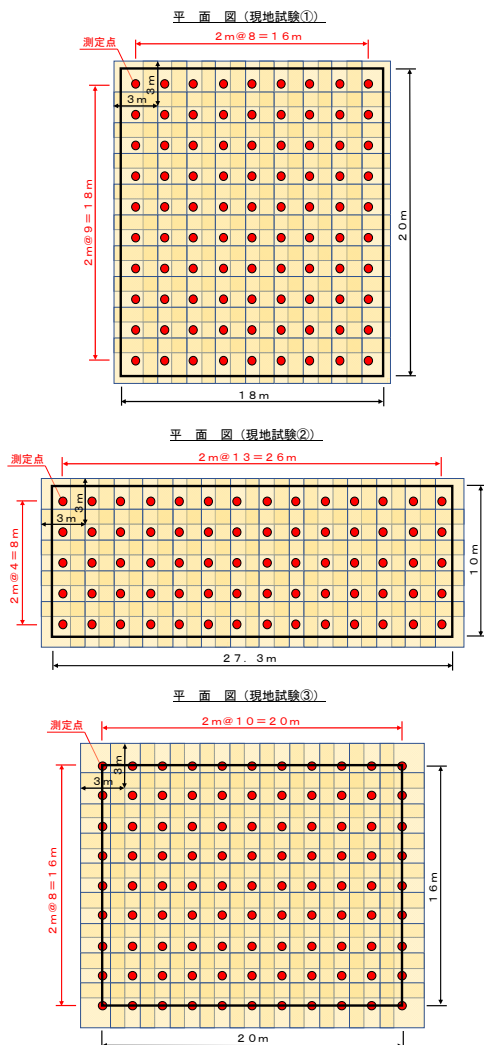 平 面 図（現地試験①）
測定点
2m@8=16m
3m
3m
2m@9=18m
20m
18m
平 面 図（現地試験②）
測定点
2m@13=26m
3m
3m
2m@4=8m
10m
27.3m
平 面 図（現地試験③）
測定点
2m@10=20m
3m
3m
2m@8=16m
16m
20m